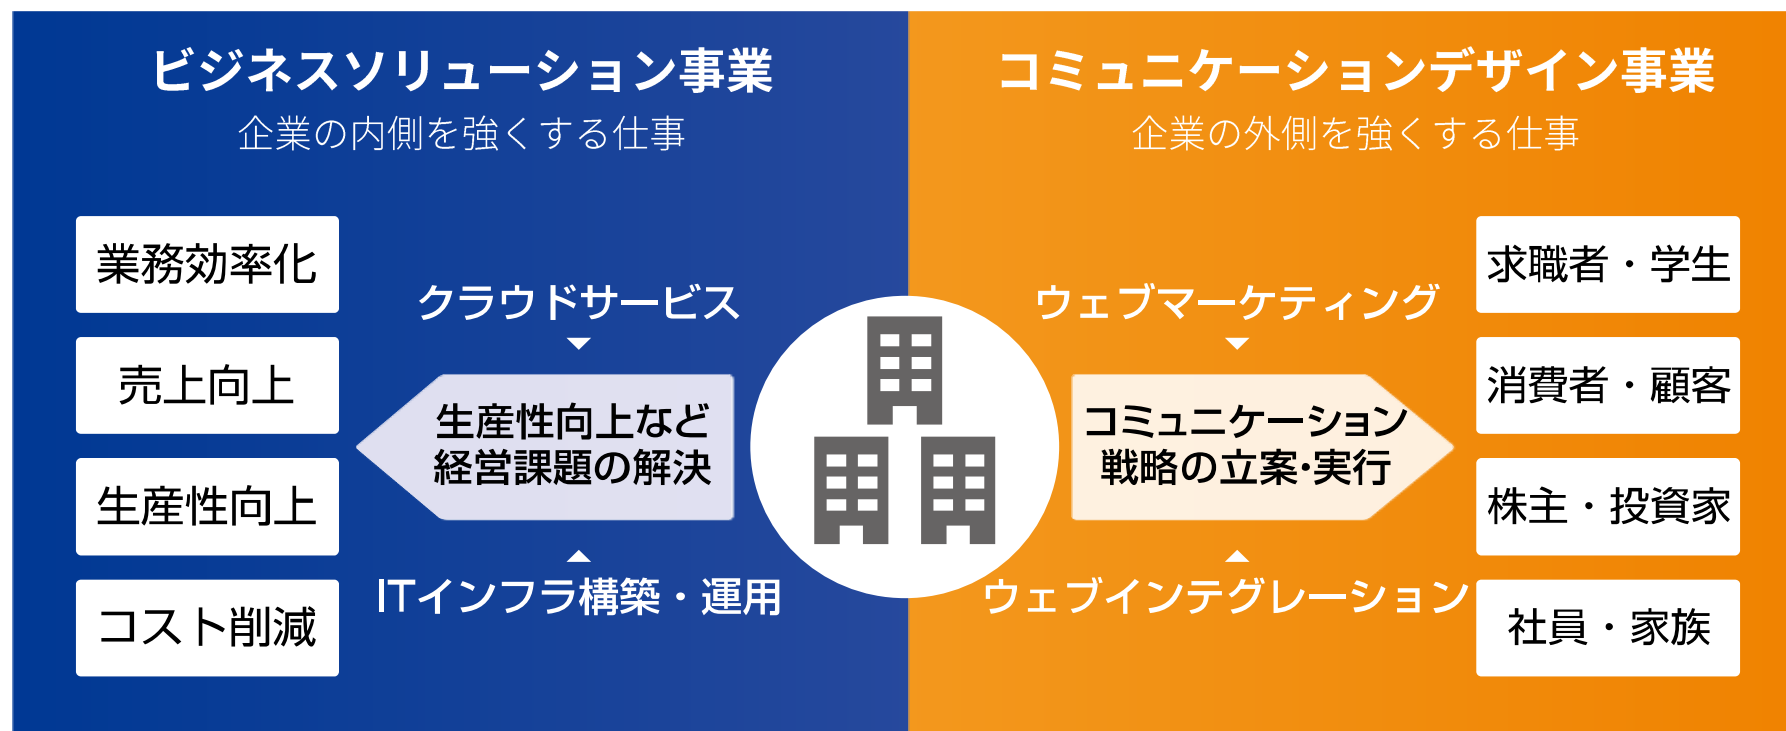 ビジネスソリューション事業
企業の内側を強くする仕事
業務効率化
売上向上
生産性向上
コスト削減
クラウドサービス
生産性向上など
経営課題の解決
ITインフラ構築・運用
コミュニケーションデザイン事業
企業の外側を強くする仕事
ウェブマーケティング
コミュニケーション
戦略の立案・実行
ウェブインテグレーション
求職者・学生
消費者・顧客
株主・投資家
社員・家族